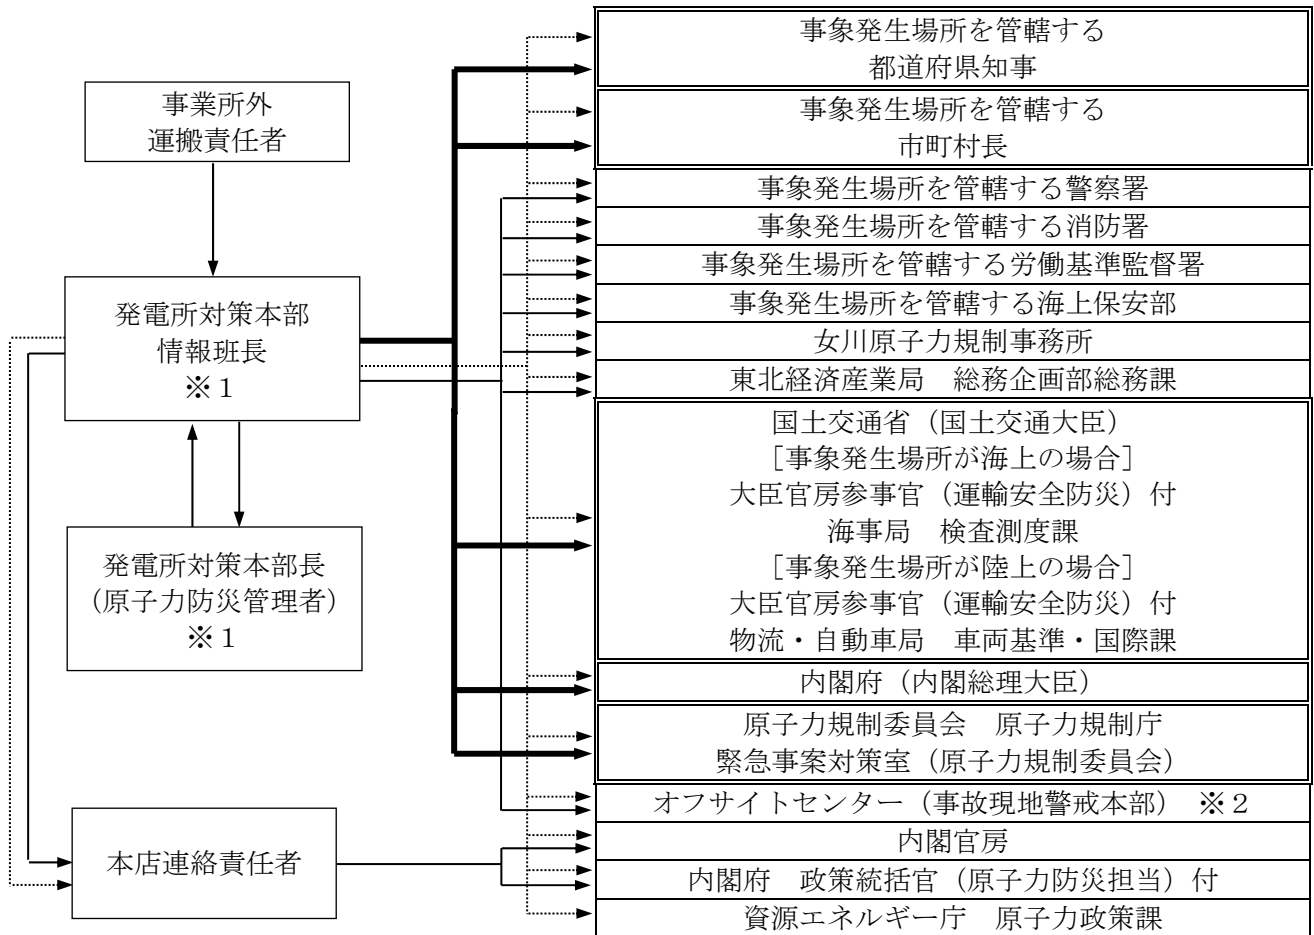 事業所外
運搬責任者
発電所対策本部
情報班長
※1
発電所対策本部長
（原子力防災管理者）
※1
本店連絡責任者
事象発生場所を管轄する
都道府県知事
事象発生場所を管轄する
市町村長
事象発生場所を管轄する警察署
事象発生場所を管轄する消防署
事象発生場所を管轄する労働基準監督署
事象発生場所を管轄する海上保安部
女川原子力規制事務所
東北経済産業局　総務企画部総務課
国土交通省（国土交通大臣）
［事象発生場所が海上の場合］
大臣官房参事官（運輸安全防災）付
海事局　検査測度課
［事象発生場所が陸上の場合］
大臣官房参事官（運輸安全防災）付
物流・自動車局　車両基準・国際課
内閣府（内閣総理大臣）
原子力規制委員会　原子力規制庁
緊急事案対策室（原子力規制委員会）
オフサイトセンター（事故現地警戒本部）　※2
内閣官房
内閣府　政策統括官（原子力防災担当）付
資源エネルギー庁　原子力政策課